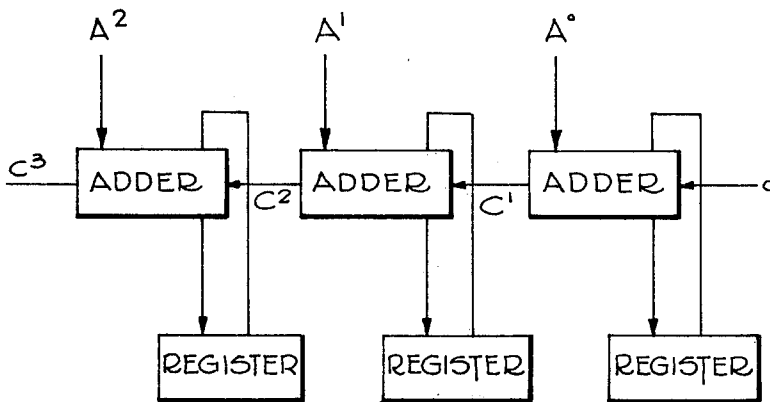 A² A¹ A°
C³ ADDER C² ADDER C¹ ADDER
REGISTER REGISTER REGISTER